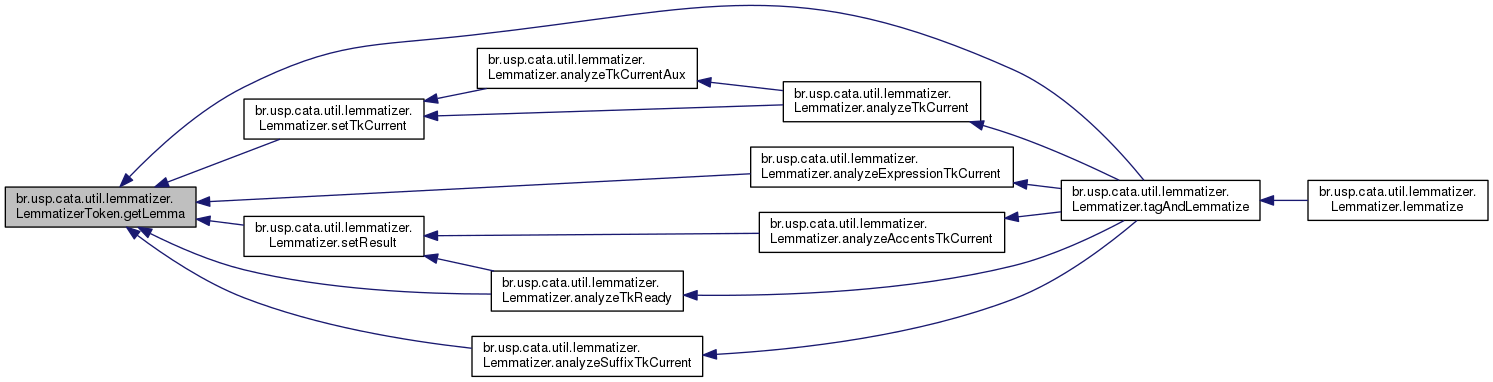 br.usp.cata.util.lemmatizer.
LemmatizerToken.getLemma
br.usp.cata.util.lemmatizer.
Lemmatizer.setTkCurrent
br.usp.cata.util.lemmatizer.
Lemmatizer.analyzeTkCurrentAux
br.usp.cata.util.lemmatizer.
Lemmatizer.analyzeTkCurrent
br.usp.cata.util.lemmatizer.
Lemmatizer.analyzeExpressionTkCurrent
br.usp.cata.util.lemmatizer.
Lemmatizer.setResult
br.usp.cata.util.lemmatizer.
Lemmatizer.analyzeAccentsTkCurrent
br.usp.cata.util.lemmatizer.
Lemmatizer.analyzeTkReady
br.usp.cata.util.lemmatizer.
Lemmatizer.analyzeSuffixTkCurrent
br.usp.cata.util.lemmatizer.
Lemmatizer.tagAndLemmatize
br.usp.cata.util.lemmatizer.
Lemmatizer.lemmatize